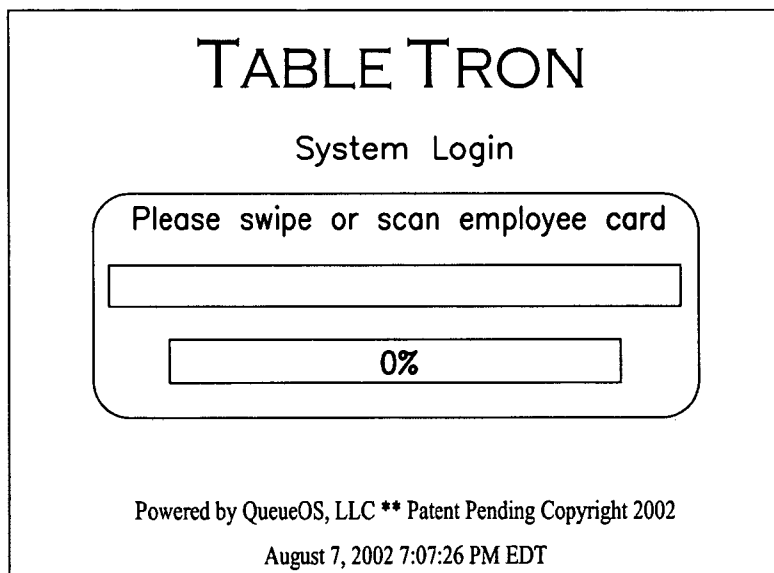 TABLE TRON
System Login
Please swipe or scan employee card
0%
Powered by QueueOS, LLC ** Patent Pending Copyright 2002
August 7, 2002 7:07:26 PM EDT